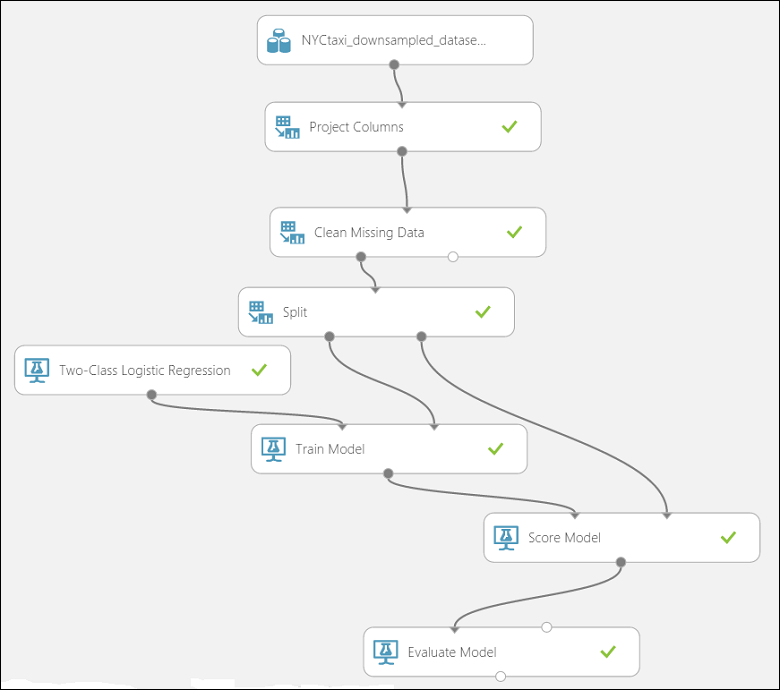 NYCtaxi_downsampled_datase...
Project Columns
Clean Missing Data
Split
Two-Class Logistic Regression
Train Model
Score Model
Evaluate Model